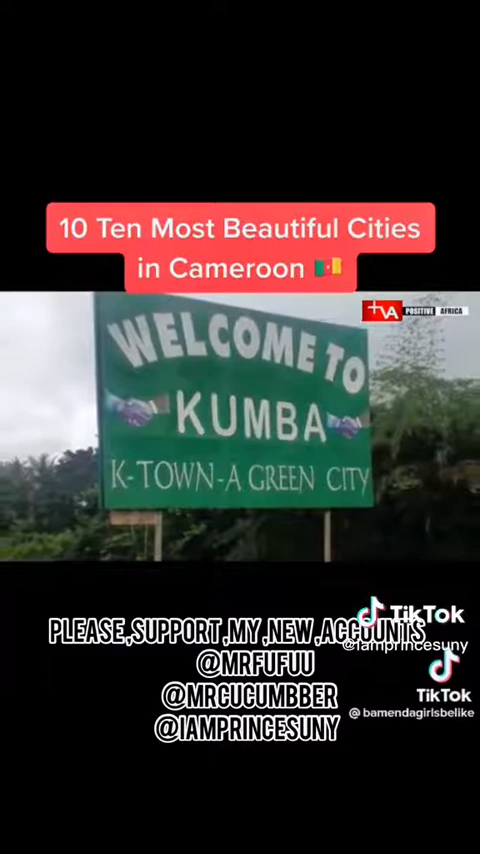 10 Ten Most Beautiful Cities
in Cameroon 🇨🇲
+A POSITIVE AFRICA
WELCOME TO
KUMBA
K-TOWN-A GREEN CITY
PLEASE,SUPPORT,MY,NEW,ACCOUNTS
@MRFUFUU
@MRCUCUMBBER
@IAMPRINCESUNY
TikTok
@iamprincesuny
TikTok
@bamendagirlsbelike